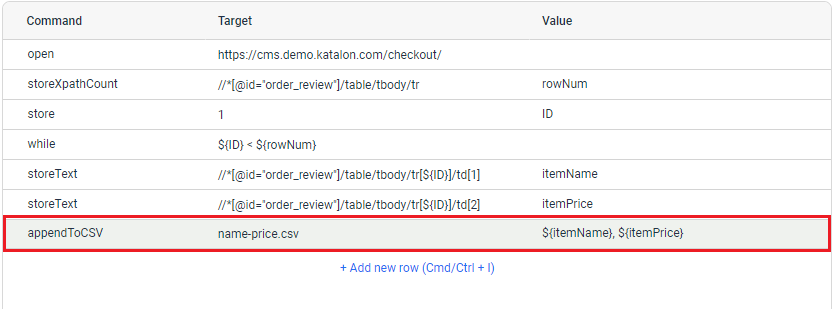 Command Target Value
open https://cms.demo.katalon.com/checkout/
storeXpathCount //*[@id="order_review"]/table/tbody/tr rowNum
store 1 ID
while ${ID} < ${rowNum}
storeText //*[@id="order_review"]/table/tbody/tr[${ID}]/td[1] itemName
storeText //*[@id="order_review"]/table/tbody/tr[${ID}]/td[2] itemPrice
appendToCSV name-price.csv ${itemName}, ${itemPrice}
+ Add new row (Cmd/Ctrl + I)